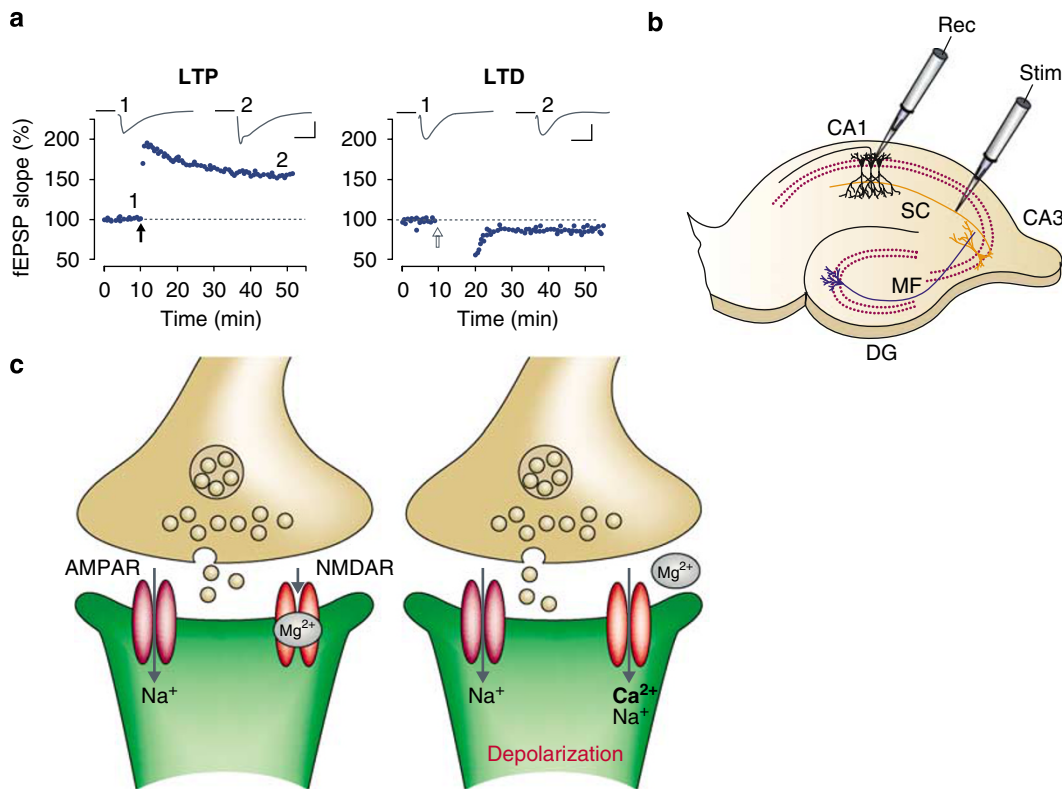 a
LTP
LTD
1
2
1
2
fEPSP slope (%)
200
150
100
50
1
2
200
150
100
50
0 10 20 30 40 50
0 10 20 30 40 50
Time (min)
Time (min)
b
Rec
Stim
CA1
SC
CA3
MF
DG
c
AMPAR
NMDAR
Mg²⁺
Na⁺
Mg²⁺
Na⁺
Ca²⁺
Na⁺
Depolarization